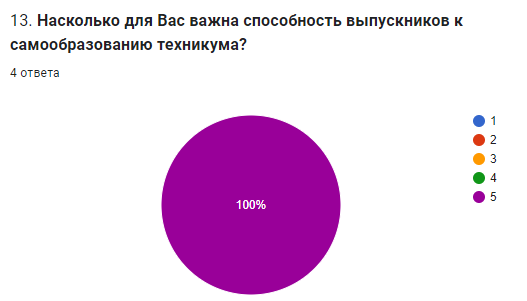 13. Насколько для Вас важна способность выпускников к
самообразованию техникума?
4 ответа
100%
1
2
3
4
5